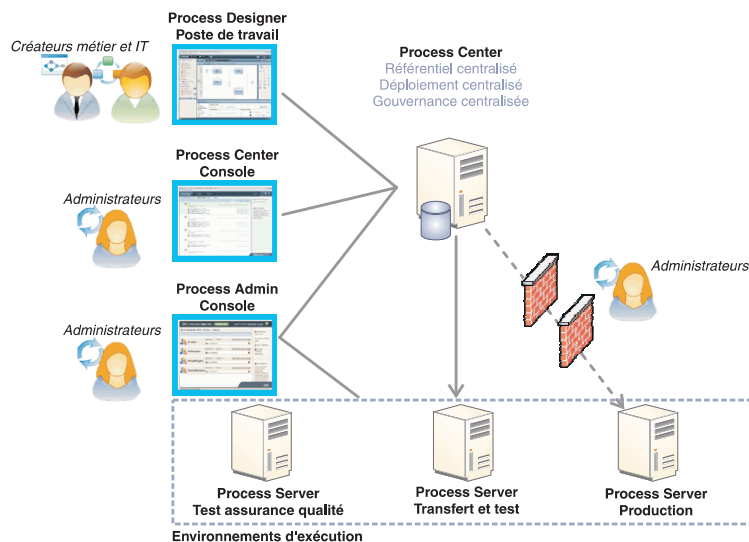 Process Designer
Poste de travail
Créateurs métier et IT
Process Center
Référentiel centralisé
Déploiement centralisé
Gouvernance centralisée
Process Center
Console
Administrateurs
Administrateurs
Process Admin
Console
Administrateurs
Process Server
Test assurance qualité
Process Server
Transfert et test
Process Server
Production
Environnements d'exécution